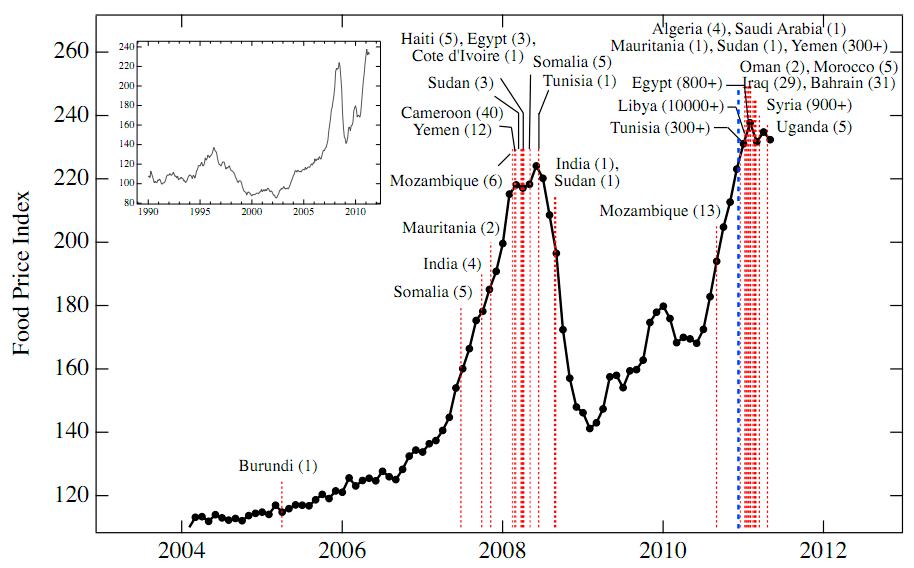 Food Price Index
260
240
220
200
180
160
140
120
2004
2006
2008
2010
2012
240
220
200
180
160
140
120
100
80
1990
1995
2000
2005
2010
Burundi (1)
Somalia (5)
India (4)
Mauritania (2)
Mozambique (6)
Cameroon (40)
Yemen (12)
Sudan (3)
Haiti (5), Egypt (3),
Cote d'Ivoire (1)
Somalia (5)
Tunisia (1)
India (1),
Sudan (1)
Mozambique (13)
Tunisia (300+)
Libya (10000+)
Egypt (800+)
Algeria (4), Saudi Arabia (1)
Mauritania (1), Sudan (1), Yemen (300+)
Oman (2), Morocco (5)
Iraq (29), Bahrain (31)
Syria (900+)
Uganda (5)